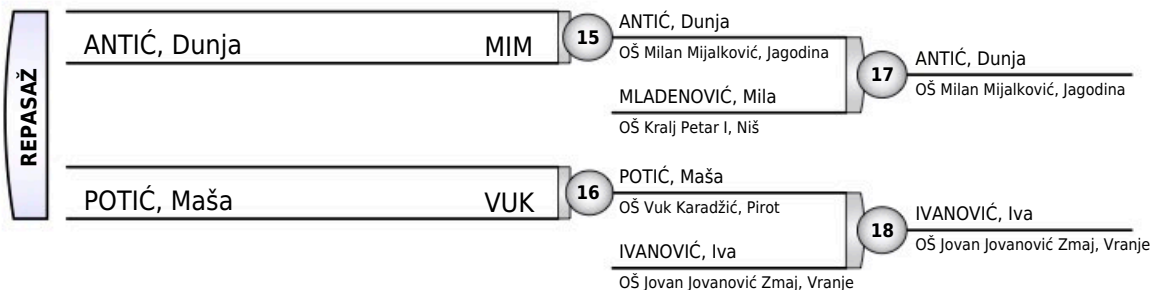 REPASAŽ
ANTIĆ, Dunja MIM
15
ANTIĆ, Dunja
OŠ Milan Mijalković, Jagodina
MLADENOVIĆ, Mila
OŠ Kralj Petar I, Niš
17
ANTIĆ, Dunja
OŠ Milan Mijalković, Jagodina
POTIĆ, Maša VUK
16
POTIĆ, Maša
OŠ Vuk Karadžić, Pirot
IVANOVIĆ, Iva
OŠ Jovan Jovanović Zmaj, Vranje
18
IVANOVIĆ, Iva
OŠ Jovan Jovanović Zmaj, Vranje